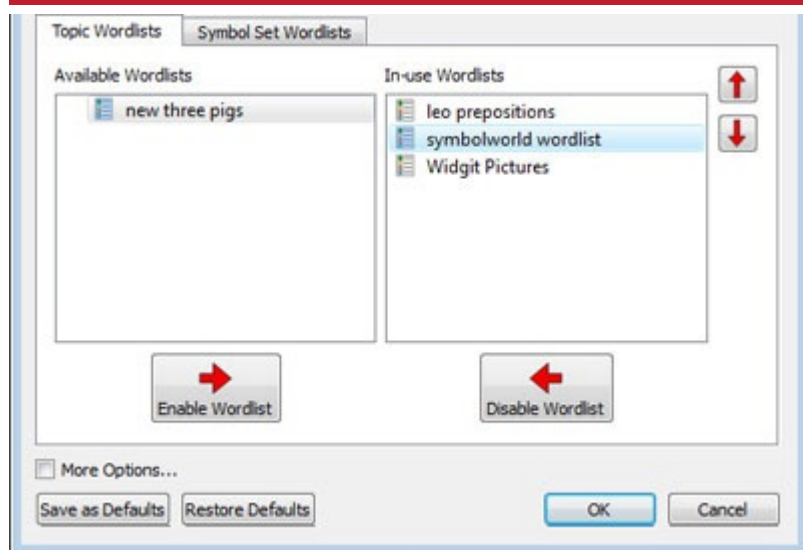 Topic Wordlists
Symbol Set Wordlists
Available Wordlists
In-use Wordlists
new three pigs
leo prepositions
symbolworld wordlist
Widgit Pictures
Enable Wordlist
Disable Wordlist
More Options...
Save as Defaults
Restore Defaults
OK
Cancel